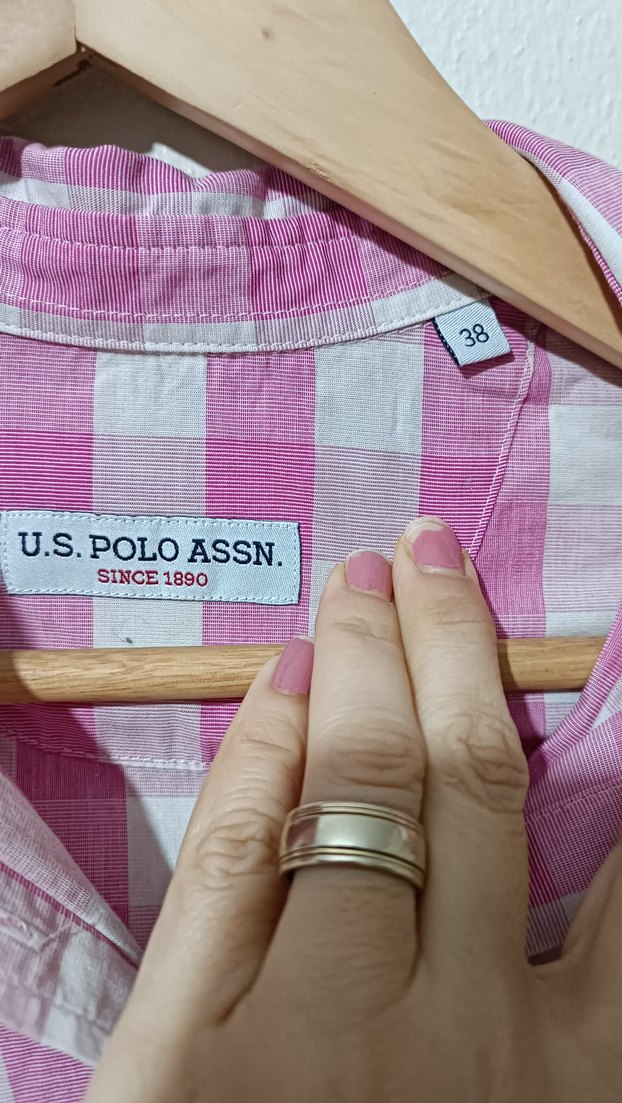 38
U.S. POLO ASSN.
SINCE 1890